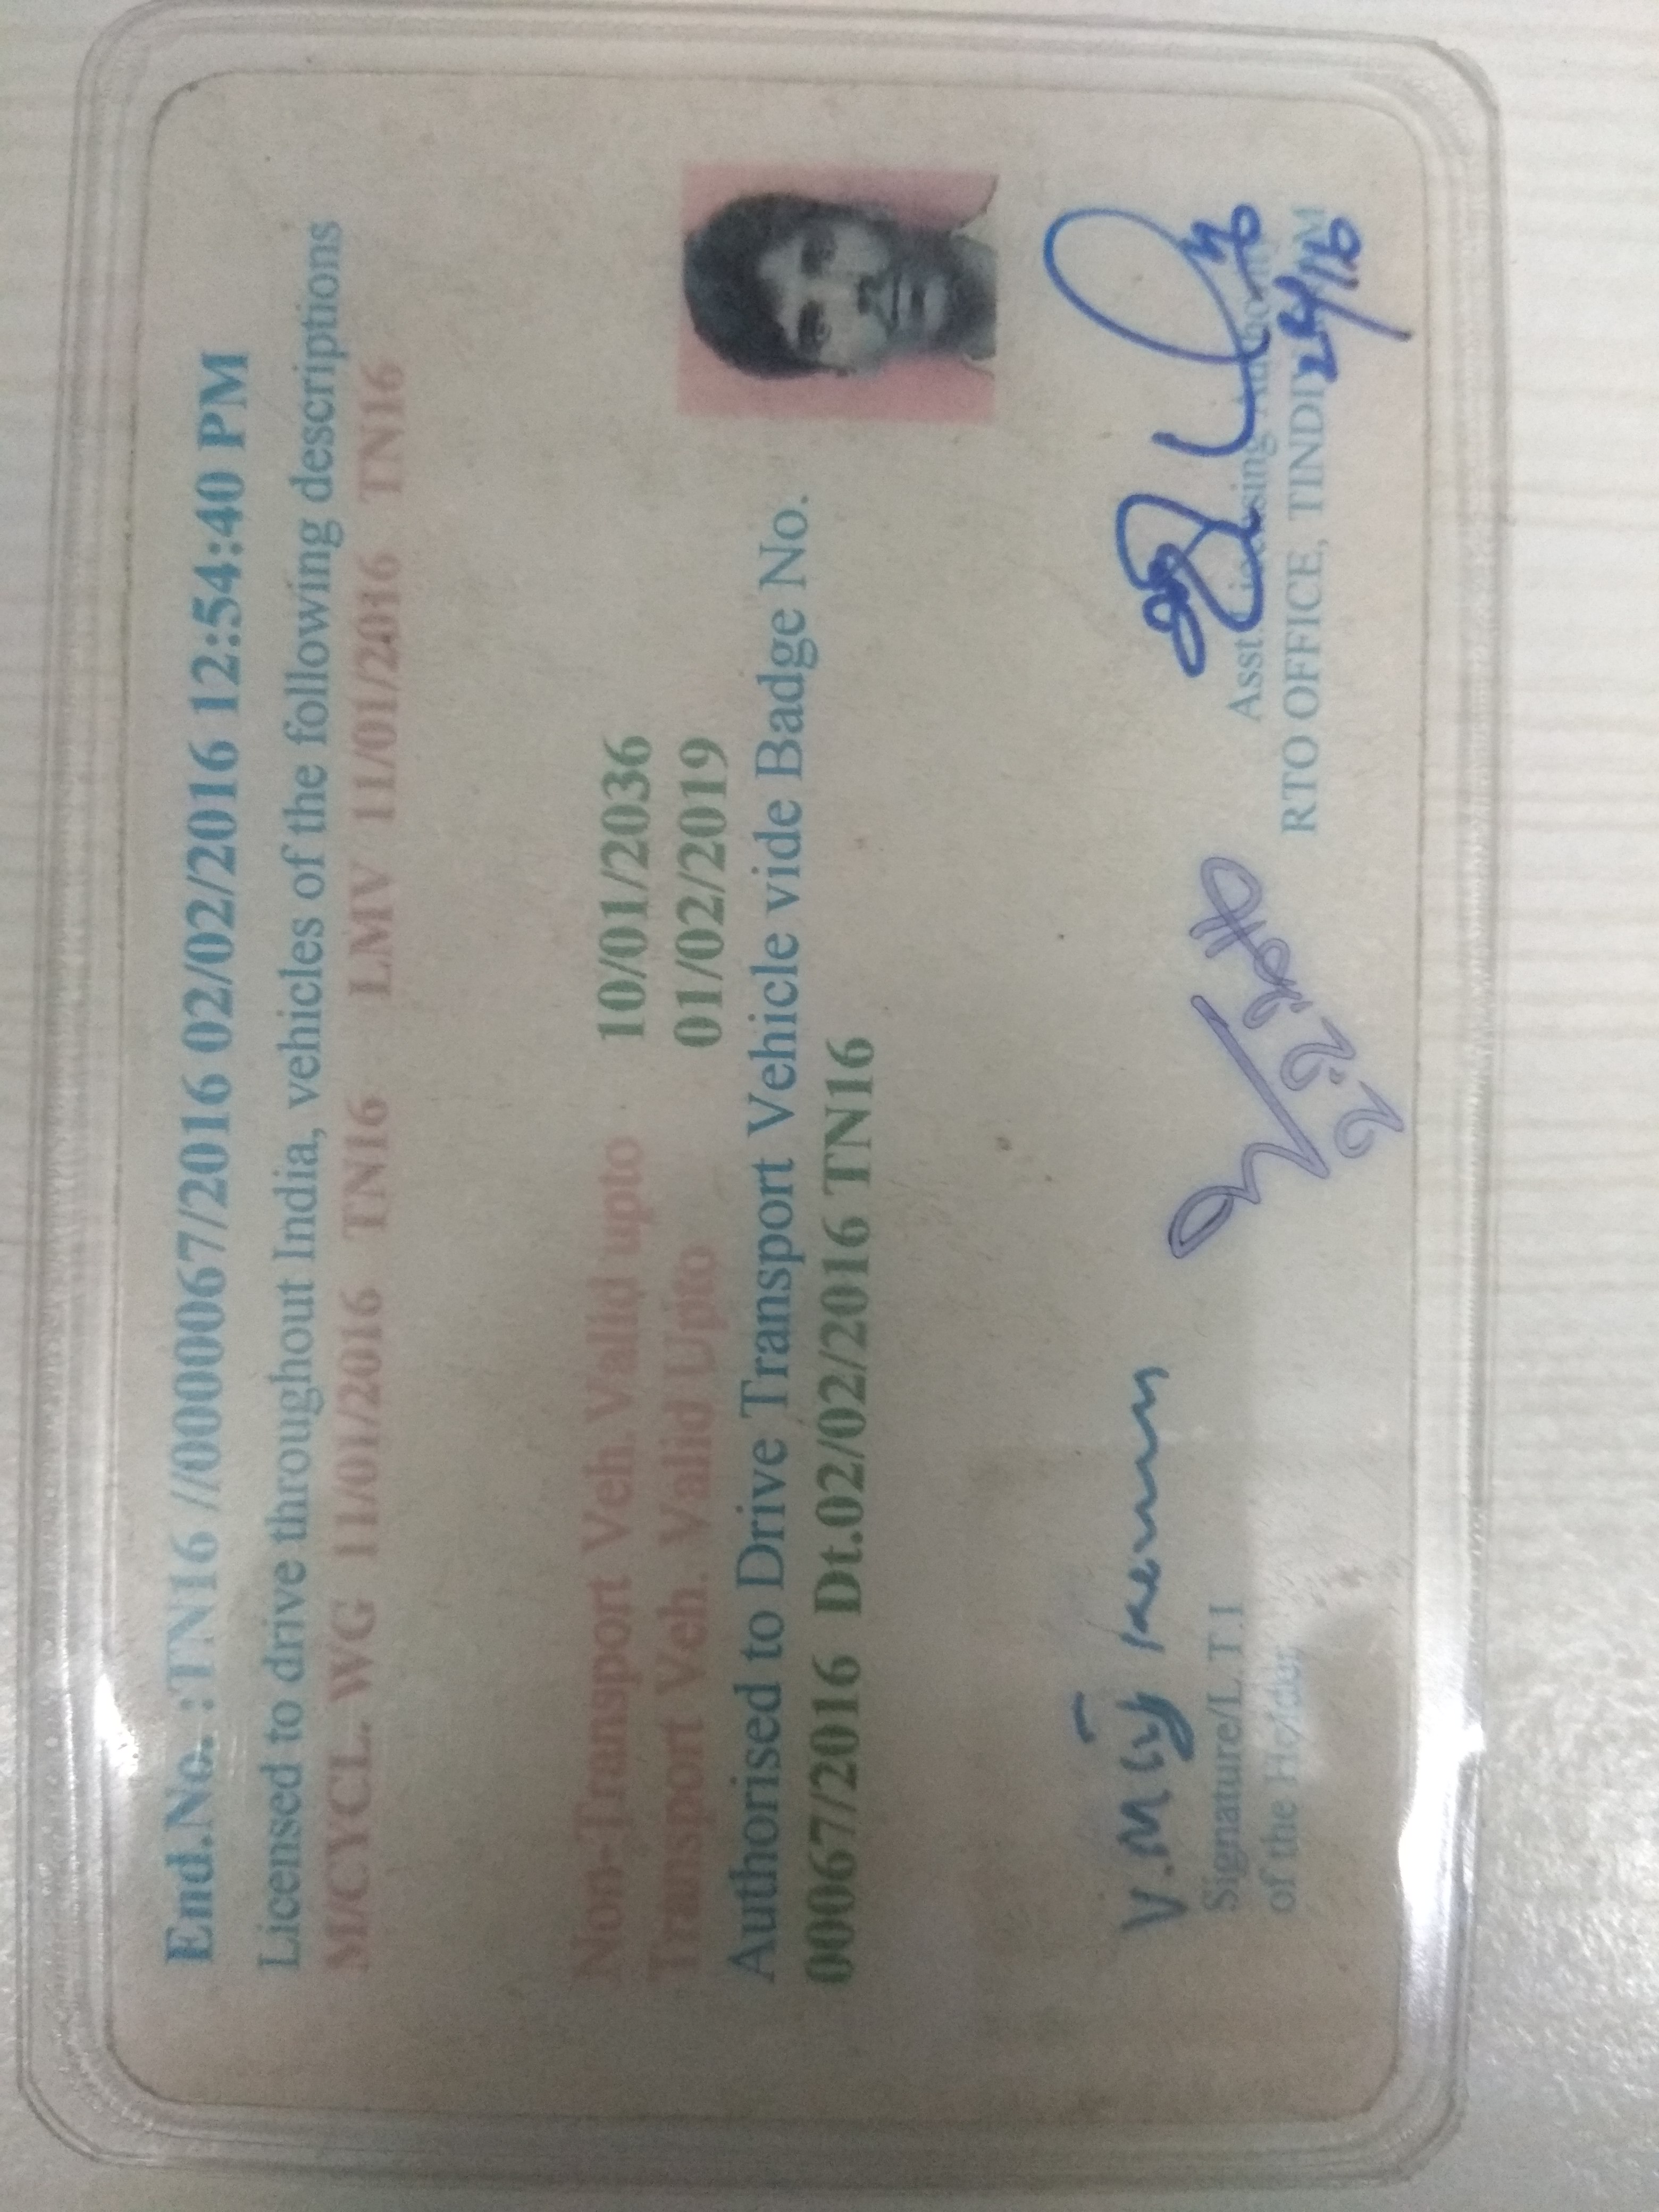 End.No. :TN16 //0000067/2016 02/02/2016 12:54:40 PM
Licensed to drive throughout India, vehicles of the following descriptions
M/CYCL. WG 11/01/2016 TN16 LMV 11/01/2016 TN16
Non-Transport Veh.Valid upto 10/01/2036
Transport Veh. Valid Upto 01/02/2019
Authorised to Drive Transport Vehicle vide Badge No.
00067/2016 Dt.02/02/2016 TN16
Signature/L.T.I
of the Holder
Asst. Licensing Authority
RTO OFFICE, TINDIVANAM